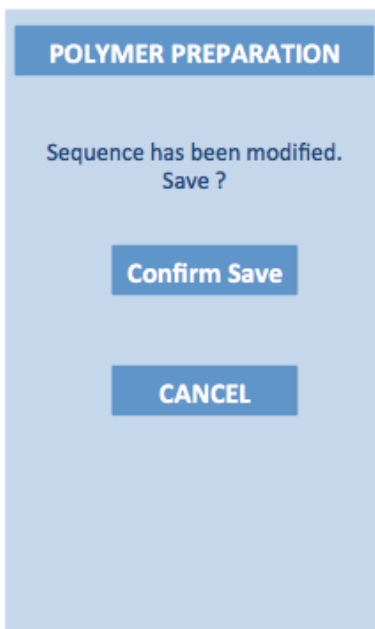 POLYMER PREPARATION
Sequence has been modified.
Save ?
Confirm Save
CANCEL